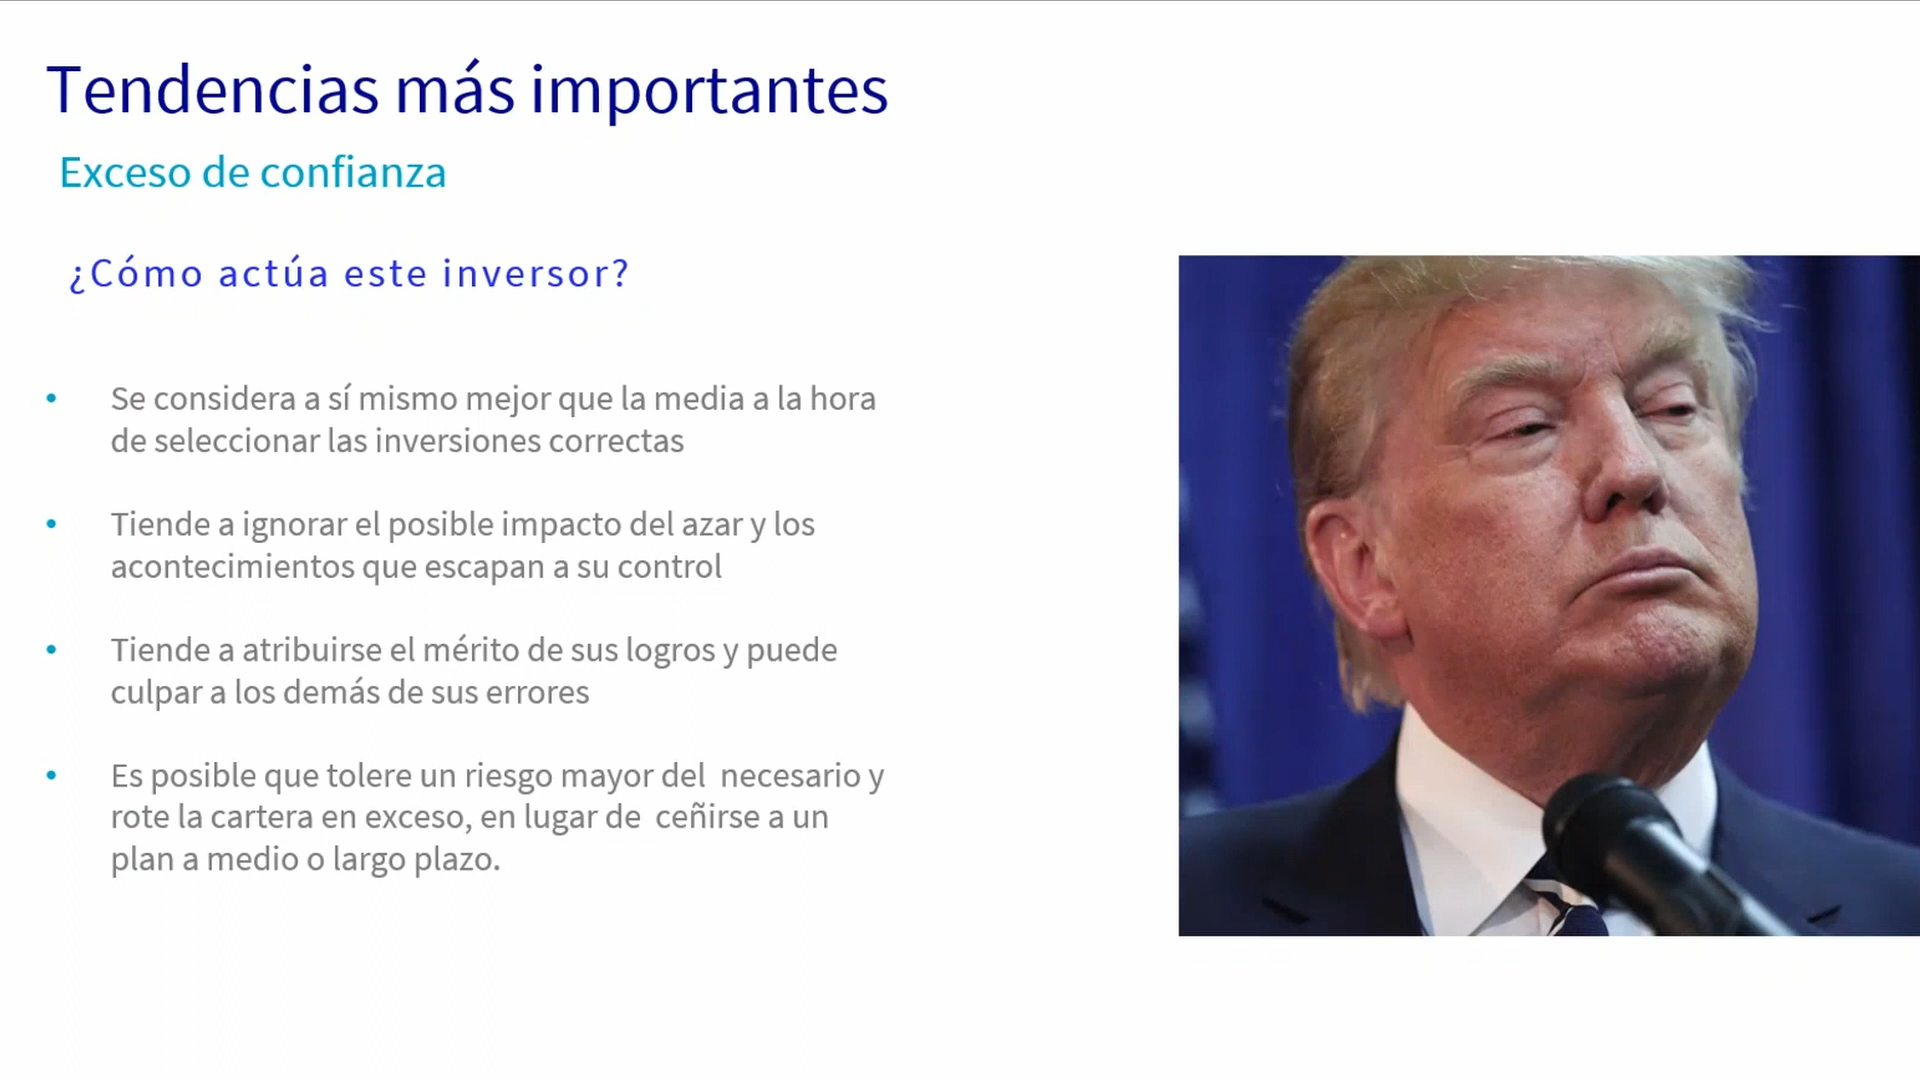 Tendencias más importantes
Exceso de confianza
¿Cómo actúa este inversor?
• Se considera a sí mismo mejor que la media a la hora
de seleccionar las inversiones correctas
• Tiende a ignorar el posible impacto del azar y los
acontecimientos que escapan a su control
• Tiende a atribuirse el mérito de sus logros y puede
culpar a los demás de sus errores
• Es posible que tolere un riesgo mayor del  necesario y
rote la cartera en exceso, en lugar de  ceñirse a un
plan a medio o largo plazo.